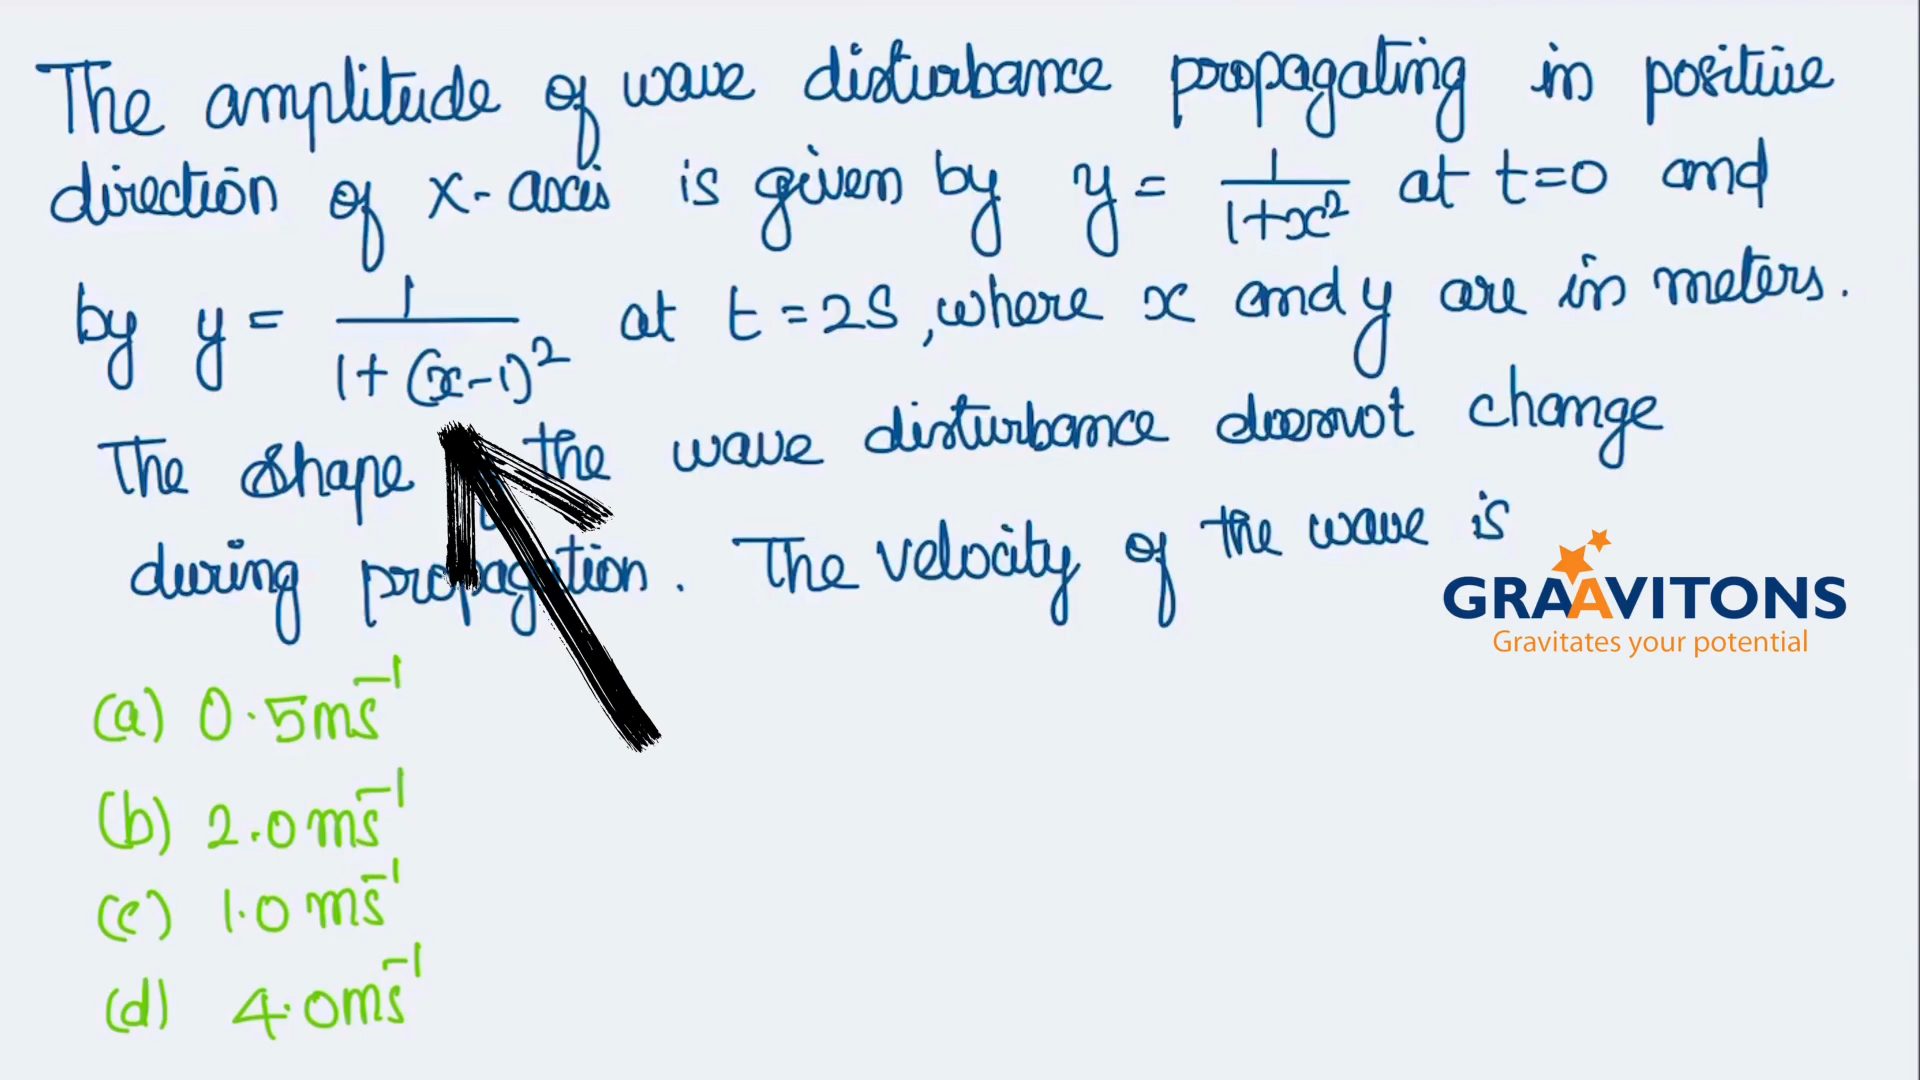 The amplitude of wave disturbance propagating in positive
direction of x-axis is given by y = 1/(1+x²) at t=0 and
by y = 1/(1+(x-1)²) at t=2S, where x and y are in meters.
The shape the wave disturbance doesnot change
during propagation. The velocity of the wave is
GRAAVITONS
Gravitates your potential
(a) 0.5ms⁻¹
(b) 2.0ms⁻¹
(c) 1.0ms⁻¹
(d) 4.0ms⁻¹